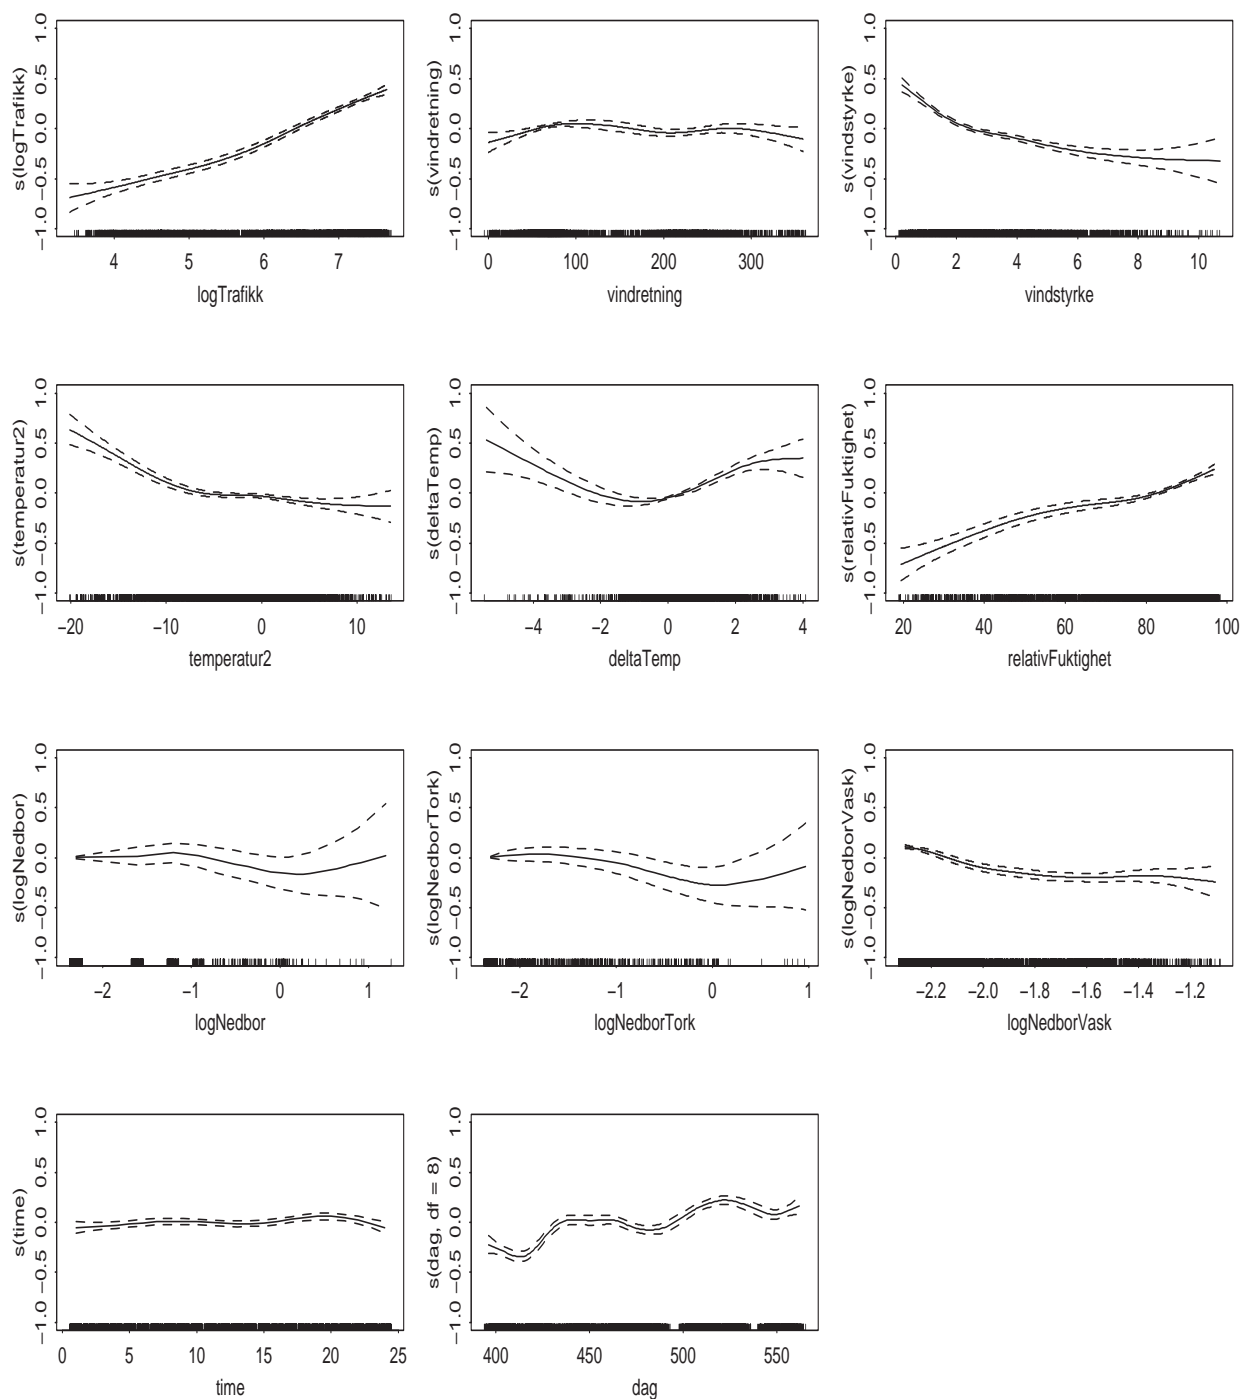 s(logTrafikk)
−1.0 −0.5 0.0 0.5 1.0
4 5 6 7
logTrafikk
s(vindretning)
−1.0 −0.5 0.0 0.5 1.0
0 100 200 300
vindretning
s(vindstyrke)
−1.0 −0.5 0.0 0.5 1.0
0 2 4 6 8 10
vindstyrke
s(temperatur2)
−1.0 −0.5 0.0 0.5 1.0
−20 −10 0 10
temperatur2
s(deltaTemp)
−1.0 −0.5 0.0 0.5 1.0
−4 −2 0 2 4
deltaTemp
s(relativFuktighet)
−1.0 −0.5 0.0 0.5 1.0
20 40 60 80 100
relativFuktighet
s(logNedbor)
−1.0 −0.5 0.0 0.5 1.0
−2 −1 0 1
logNedbor
s(logNedborTork)
−1.0 −0.5 0.0 0.5 1.0
−2 −1 0 1
logNedborTork
s(logNedborVask)
−1.0 −0.5 0.0 0.5 1.0
−2.2 −2.0 −1.8 −1.6 −1.4 −1.2
logNedborVask
s(time)
−1.0 −0.5 0.0 0.5 1.0
0 5 10 15 20 25
time
s(dag, df = 8)
−1.0 −0.5 0.0 0.5 1.0
400 450 500 550
dag